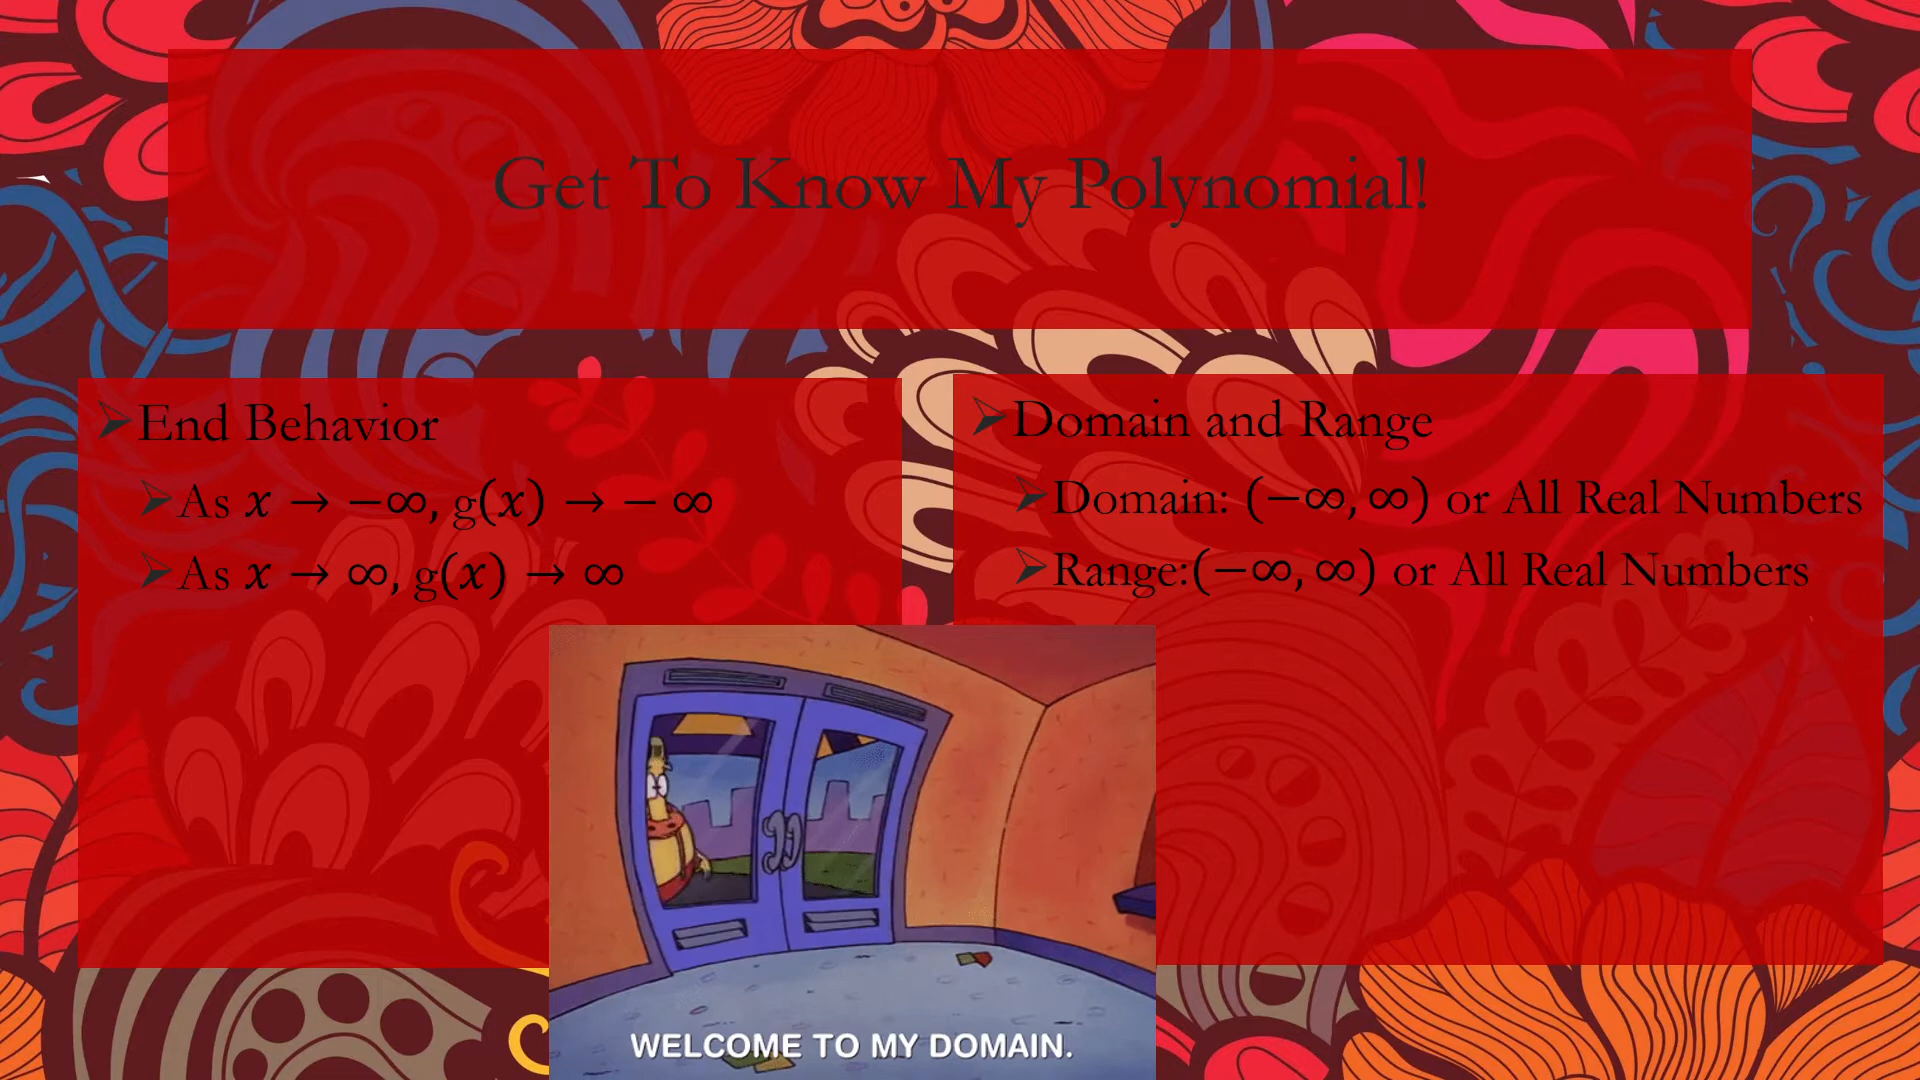 Get To Know My Polynomial!
➢End Behavior
➢As 𝑥 → −∞, g(𝑥) → − ∞
➢As 𝑥 → ∞, g(𝑥) → ∞
➢Domain and Range
➢Domain: (−∞, ∞) or All Real Numbers
➢Range:(−∞, ∞) or All Real Numbers
WELCOME TO MY DOMAIN.